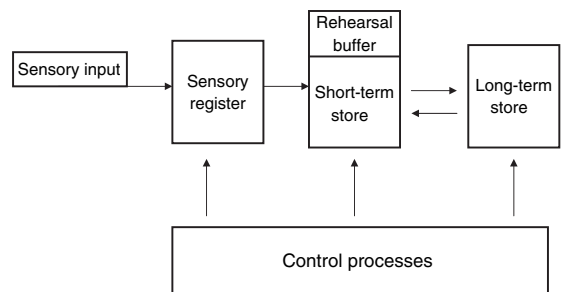 Sensory input
Sensory
register
Rehearsal
buffer
Short-term
store
Long-term
store
Control processes